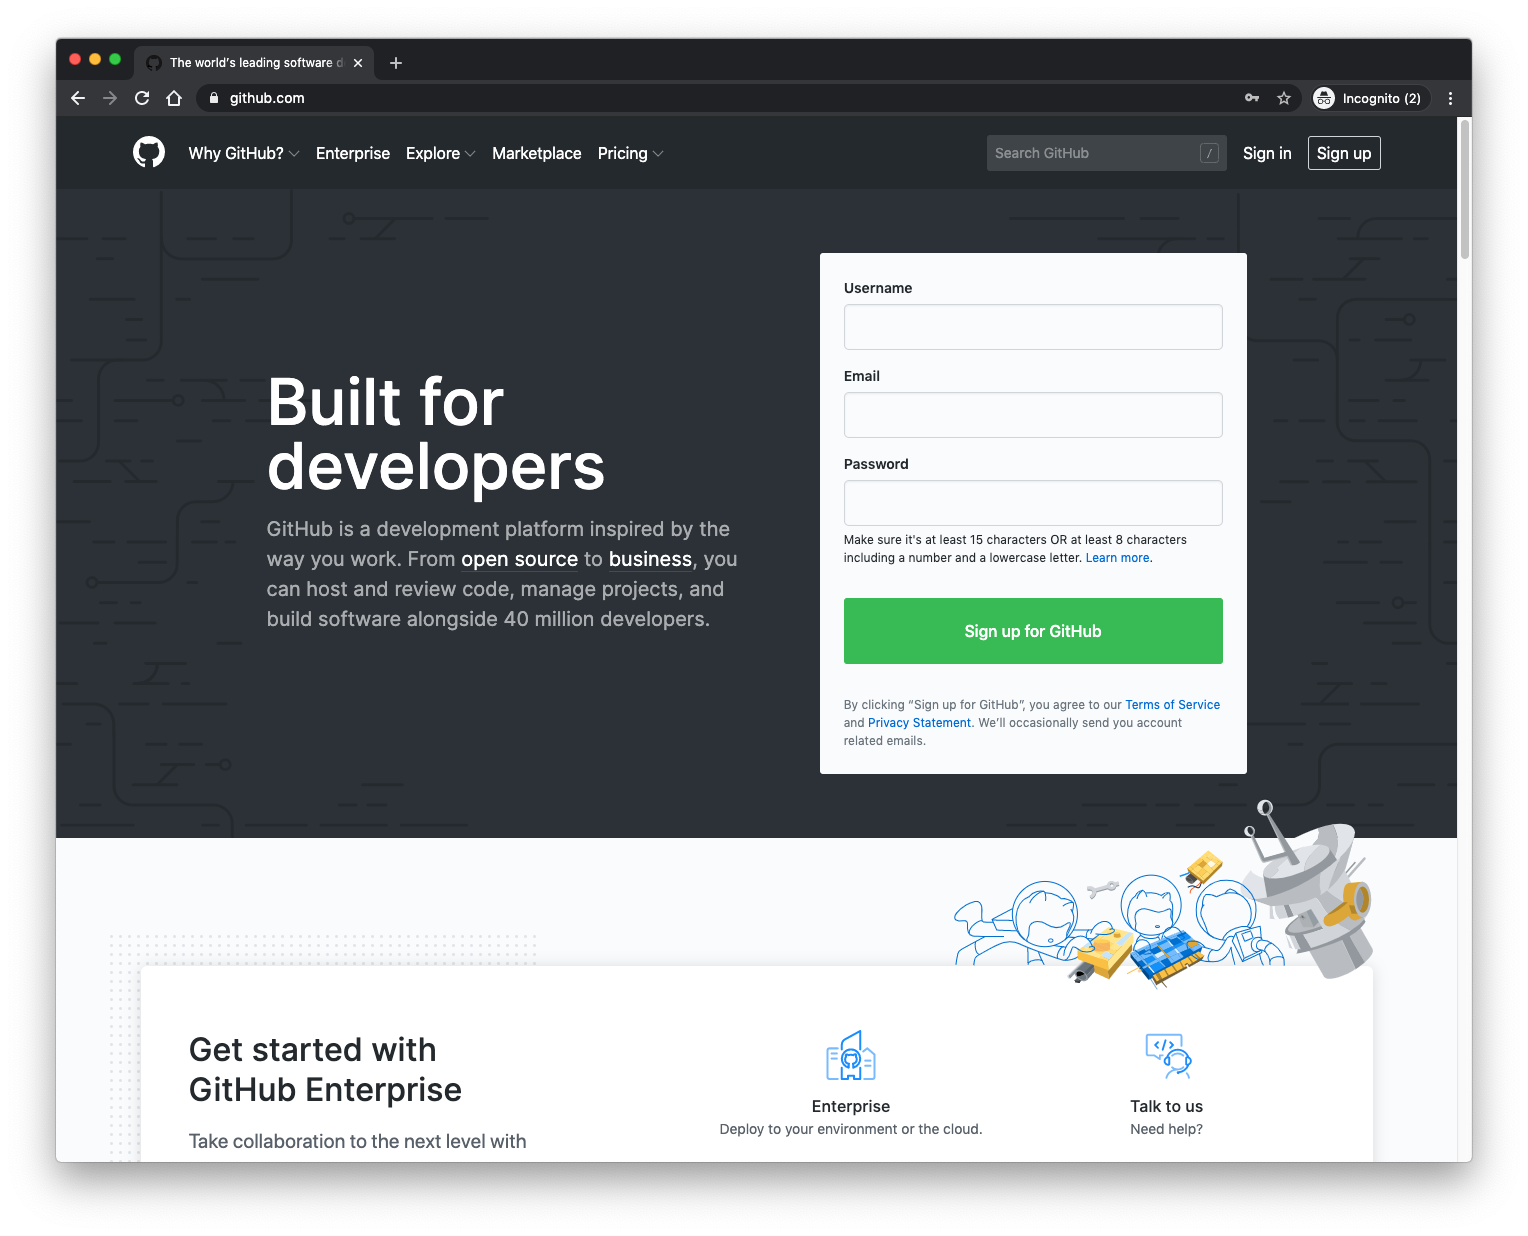 The world's leading software d
github.com
Incognito (2)
Why GitHub? Enterprise Explore Marketplace Pricing
Search GitHub /
Sign in
Sign up
Built for
developers
GitHub is a development platform inspired by the
way you work. From open source to business, you
can host and review code, manage projects, and
build software alongside 40 million developers.
Username
Email
Password
Make sure it's at least 15 characters OR at least 8 characters
including a number and a lowercase letter. Learn more.
Sign up for GitHub
By clicking “Sign up for GitHub”, you agree to our Terms of Service
and Privacy Statement. We’ll occasionally send you account
related emails.
Get started with
GitHub Enterprise
Take collaboration to the next level with
Enterprise
Deploy to your environment or the cloud.
Talk to us
Need help?